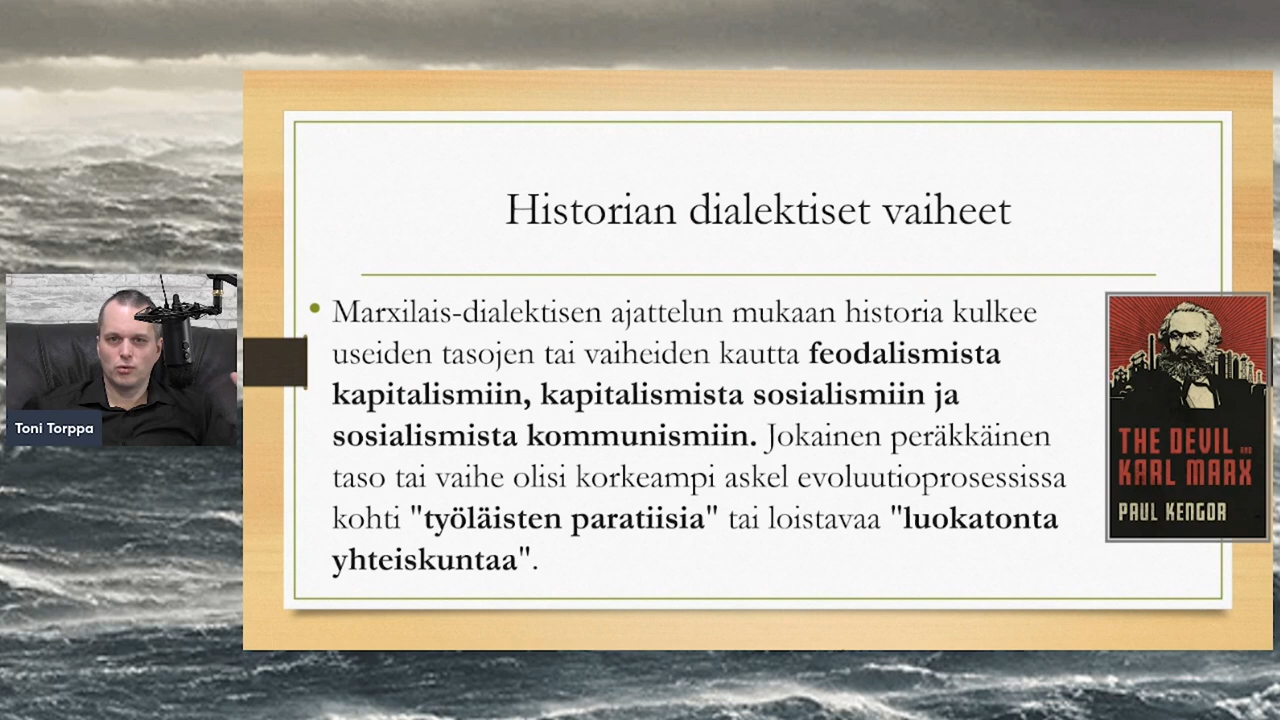 Historian dialektiset vaiheet
Marxilais-dialektisen ajattelun mukaan historia kulkee
useiden tasojen tai vaiheiden kautta feodalismista
kapitalismiin, kapitalismista sosialismiin ja
sosialismista kommunismiin. Jokainen peräkkäinen
taso tai vaihe olisi korkeampi askel evoluutioprosessissa
kohti "työläisten paratiisia" tai loistavaa "luokatonta
yhteiskuntaa".
Toni Torppa
THE DEVIL AND
KARL MARX
PAUL KENGOR